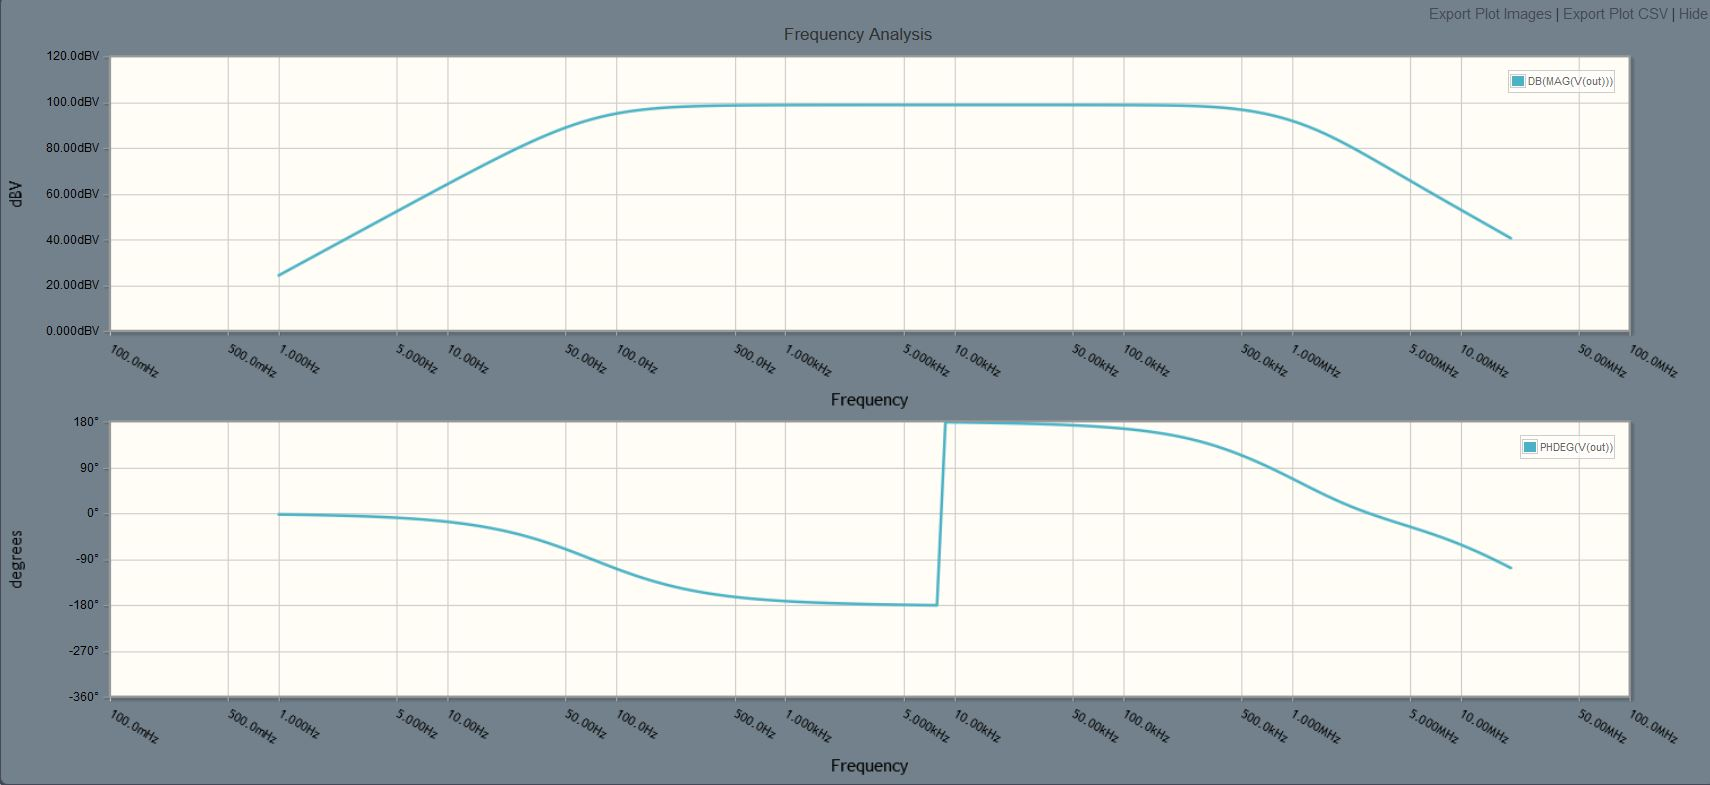 Export Plot Images | Export Plot CSV | Hide
Frequency Analysis
120.0dBV
100.0dBV
80.00dBV
60.00dBV
40.00dBV
20.00dBV
0.000dBV
dBV
DB(MAG(V(out)))
100.0mHz 500.0mHz 1.000Hz 5.000Hz 10.00Hz 50.00Hz 100.0Hz 500.0Hz 1.000kHz 5.000kHz 10.00kHz 50.00kHz 100.0kHz 500.0kHz 1.000MHz 5.000MHz 10.00MHz 50.00MHz 100.0MHz
Frequency
180°
90°
0°
-90°
-180°
-270°
-360°
degrees
PHDEG(V(out))
100.0mHz 500.0mHz 1.000Hz 5.000Hz 10.00Hz 50.00Hz 100.0Hz 500.0Hz 1.000kHz 5.000kHz 10.00kHz 50.00kHz 100.0kHz 500.0kHz 1.000MHz 5.000MHz 10.00MHz 50.00MHz 100.0MHz
Frequency